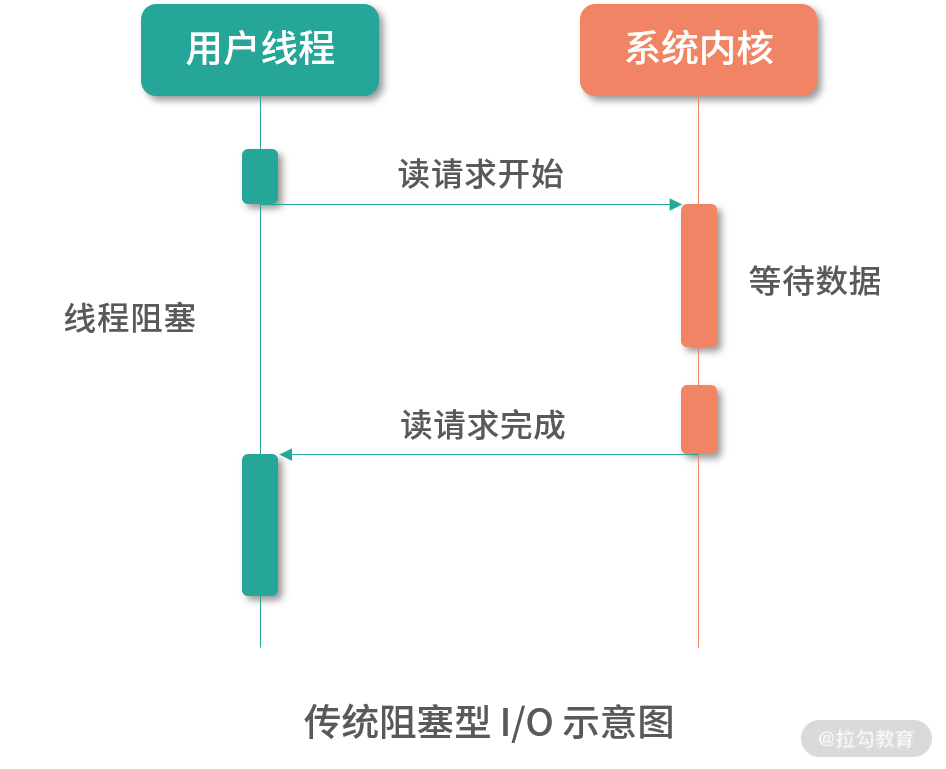 用户线程
系统内核
读请求开始
等待数据
线程阻塞
读请求完成
传统阻塞型 I/O 示意图
@拉勾教育